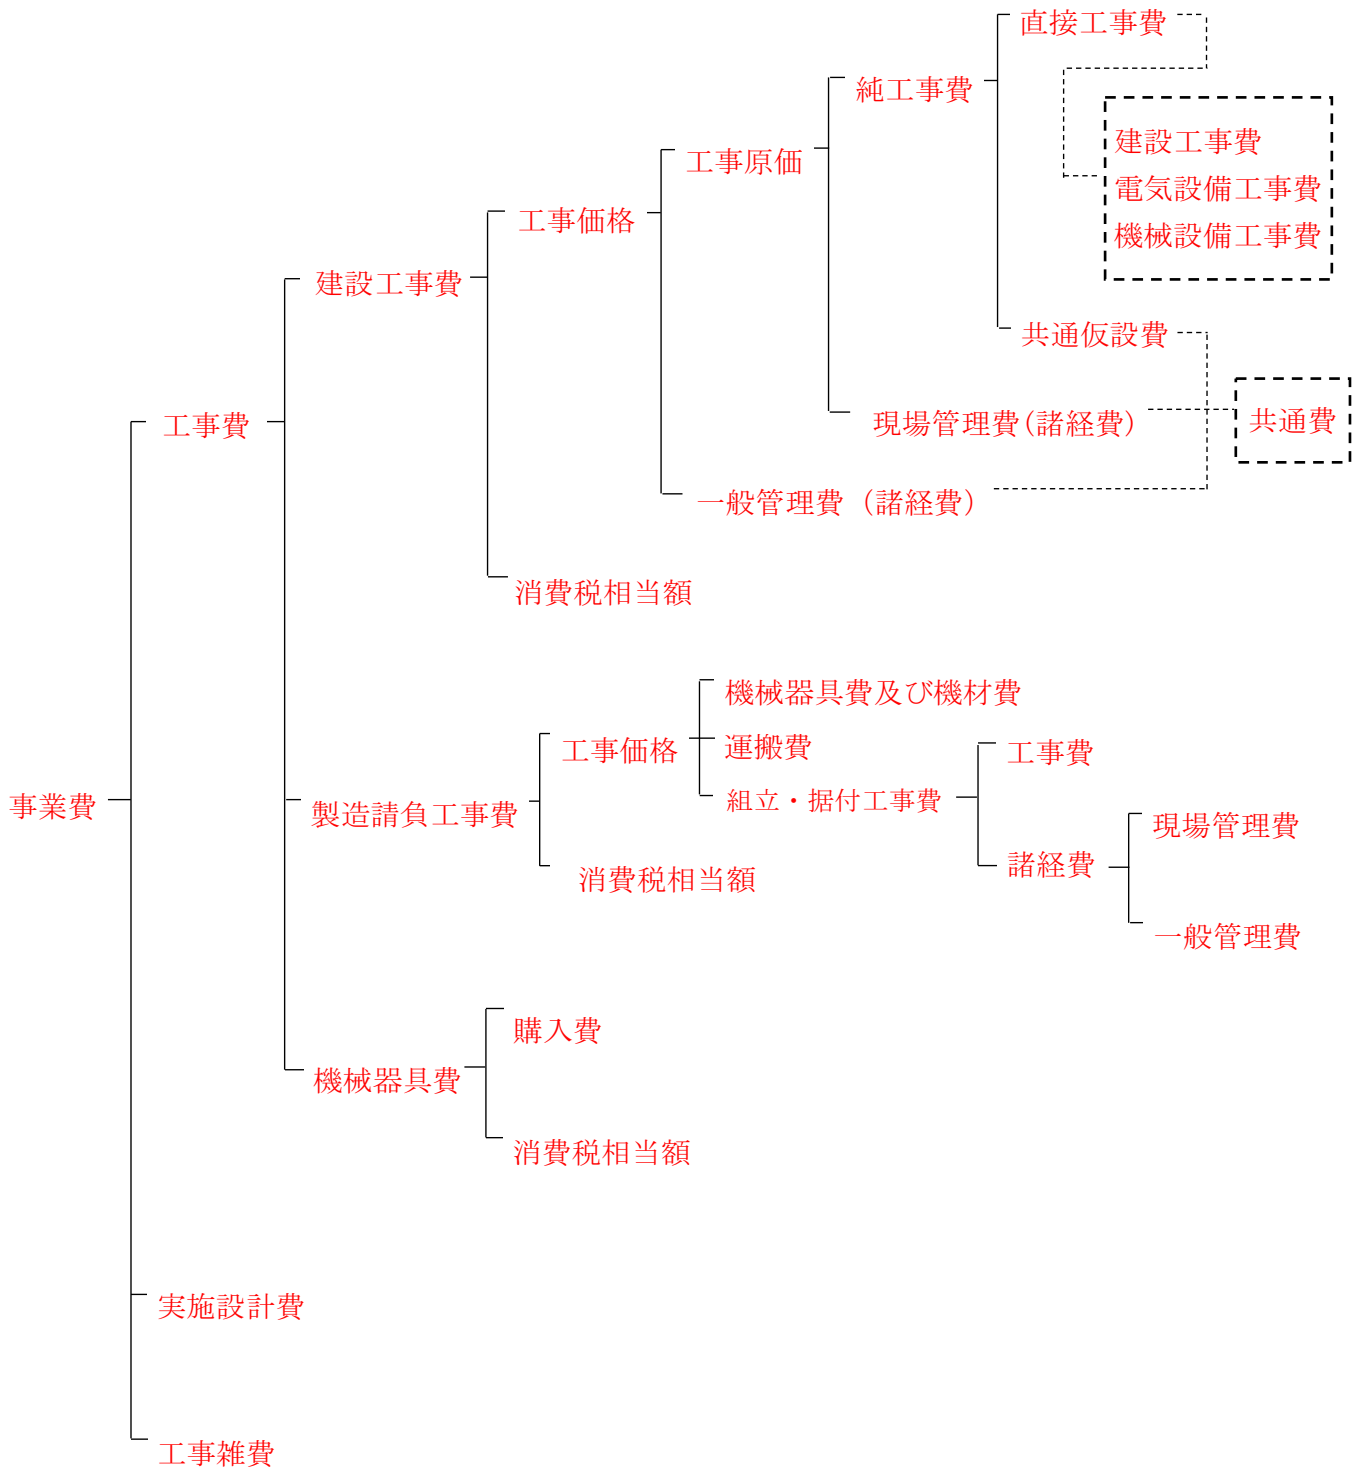 直接工事費
純工事費
建設工事費
電気設備工事費
機械設備工事費
工事原価
工事価格
建設工事費
共通仮設費
工事費
現場管理費(諸経費)
共通費
一般管理費（諸経費）
消費税相当額
機械器具費及び機材費
工事価格
運搬費
工事費
組立・据付工事費
事業費
製造請負工事費
現場管理費
諸経費
消費税相当額
一般管理費
購入費
機械器具費
消費税相当額
実施設計費
工事雑費